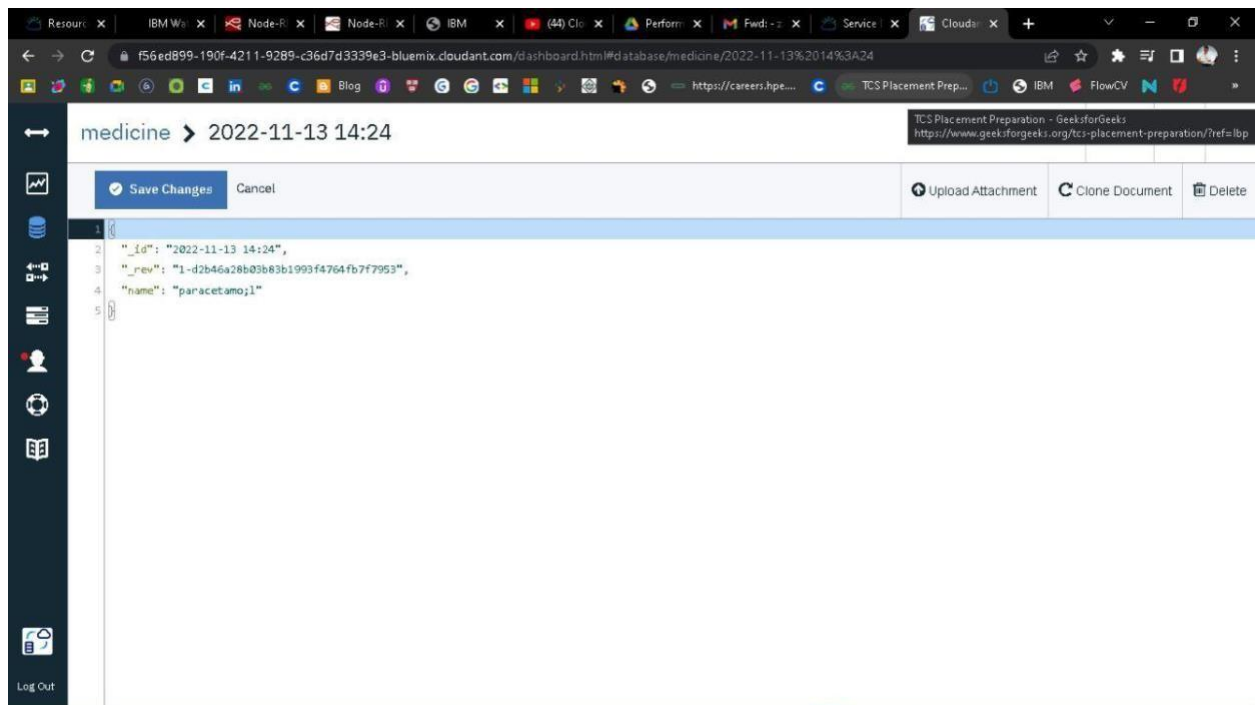 Resourc
IBM Wa
Node-R
Node-R
IBM
(44) Clo
Perform
M Fwd: - z
Service
Cloudan
f56ed899-190f-4211-9289-c36d7d3339e3-bluemix.cloudant.com/dashboard.html#database/medicine/2022-11-13%2014%3A24
in
Blog
https://careers.hpe....
TCS Placement Prep...
IBM
FlowCV
»
medicine > 2022-11-13 14:24
TCS Placement Preparation - GeeksforGeeks
https://www.geeksforgeeks.org/tcs-placement-preparation/?ref=lbp
Save Changes
Cancel
Upload Attachment
Clone Document
Delete
1 {
2 "_id": "2022-11-13 14:24",
3 "_rev": "1-d2b46a28b03b83b1993f4764fb7f7953",
4 "name": "paracetamo;l"
5 }
Log Out